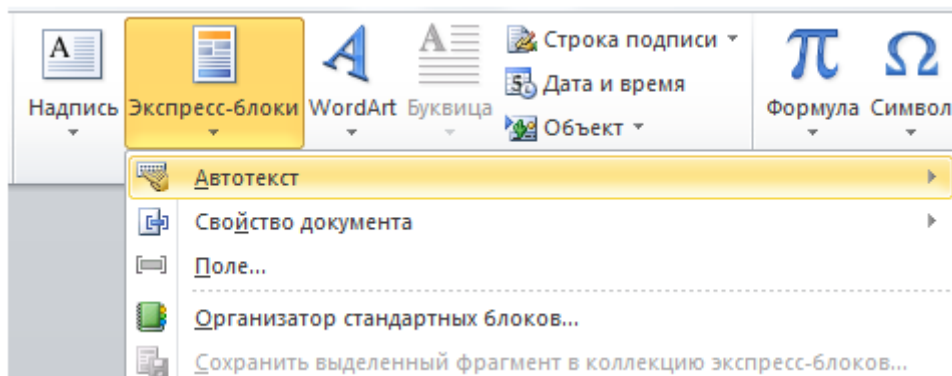 Строка подписи
Дата и время
Объект
Надпись Экспресс-блоки WordArt Буквица Формула Символ
Автотекст
Свойство документа
Поле...
Организатор стандартных блоков...
Сохранить выделенный фрагмент в коллекцию экспресс-блоков...